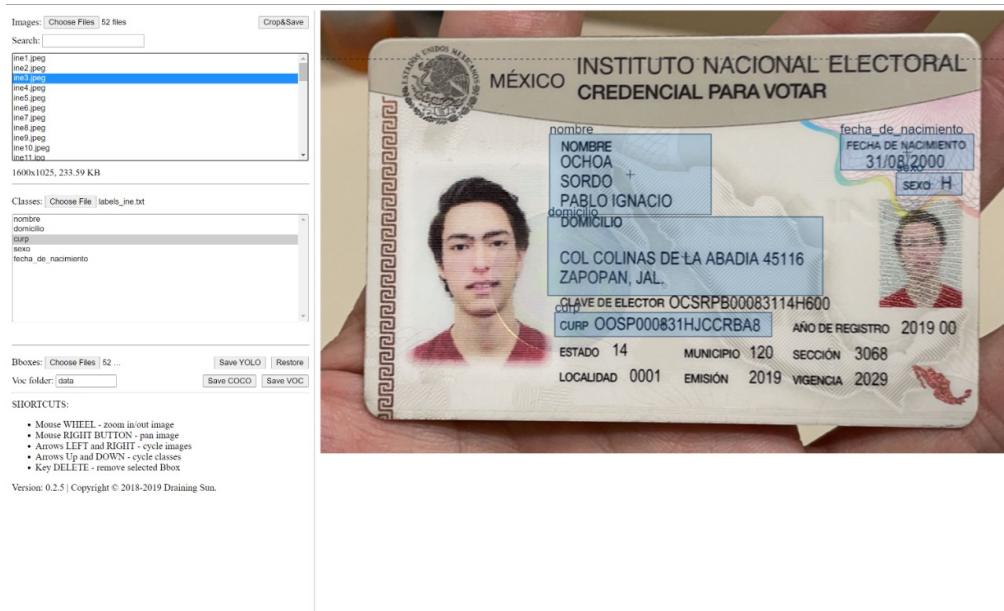 Images: Choose Files 52 files Crop&Save
Search:
ine1.jpeg
ine2.jpeg
ine3.jpeg
ine4.jpeg
ine5.jpeg
ine6.jpeg
ine7.jpeg
ine8.jpeg
ine9.jpeg
ine10.jpeg
ine11.jpg
1600x1025, 233.59 KB
Classes: Choose File labels_ine.txt
nombre
domicilio
curp
sexo
fecha_de_nacimiento
Bboxes: Choose Files 52 ... Save YOLO Restore
Voc folder: data Save COCO Save VOC
SHORTCUTS:
• Mouse WHEEL - zoom in/out image
• Mouse RIGHT BUTTON - pan image
• Arrows LEFT and RIGHT - cycle images
• Arrows Up and DOWN - cycle classes
• Key DELETE - remove selected Bbox
Version: 0.2.5 | Copyright © 2018-2019 Draining Sun.
ESTADOS UNIDOS MEXICANOS
MÉXICO INSTITUTO NACIONAL ELECTORAL
CREDENCIAL PARA VOTAR
nombre
NOMBRE
OCHOA
SORDO
PABLO IGNACIO
fecha_de_nacimiento
FECHA DE NACIMIENTO
31/08/2000
sexo
SEXO H
domicilio
DOMICILIO
COL COLINAS DE LA ABADIA 45116
ZAPOPAN, JAL.
CLAVE DE ELECTOR OCSRPB00083114H600
curp
CURP OOSP000831HJCCRBA8 AÑO DE REGISTRO 2019 00
ESTADO 14 MUNICIPIO 120 SECCIÓN 3068
LOCALIDAD 0001 EMISIÓN 2019 VIGENCIA 2029